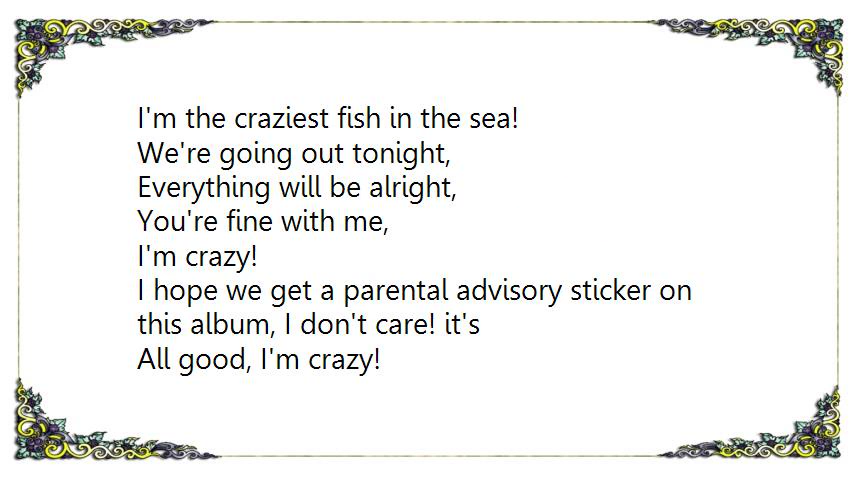 I'm the craziest fish in the sea!
We're going out tonight,
Everything will be alright,
You're fine with me,
I'm crazy!
I hope we get a parental advisory sticker on
this album, I don't care! it's
All good, I'm crazy!